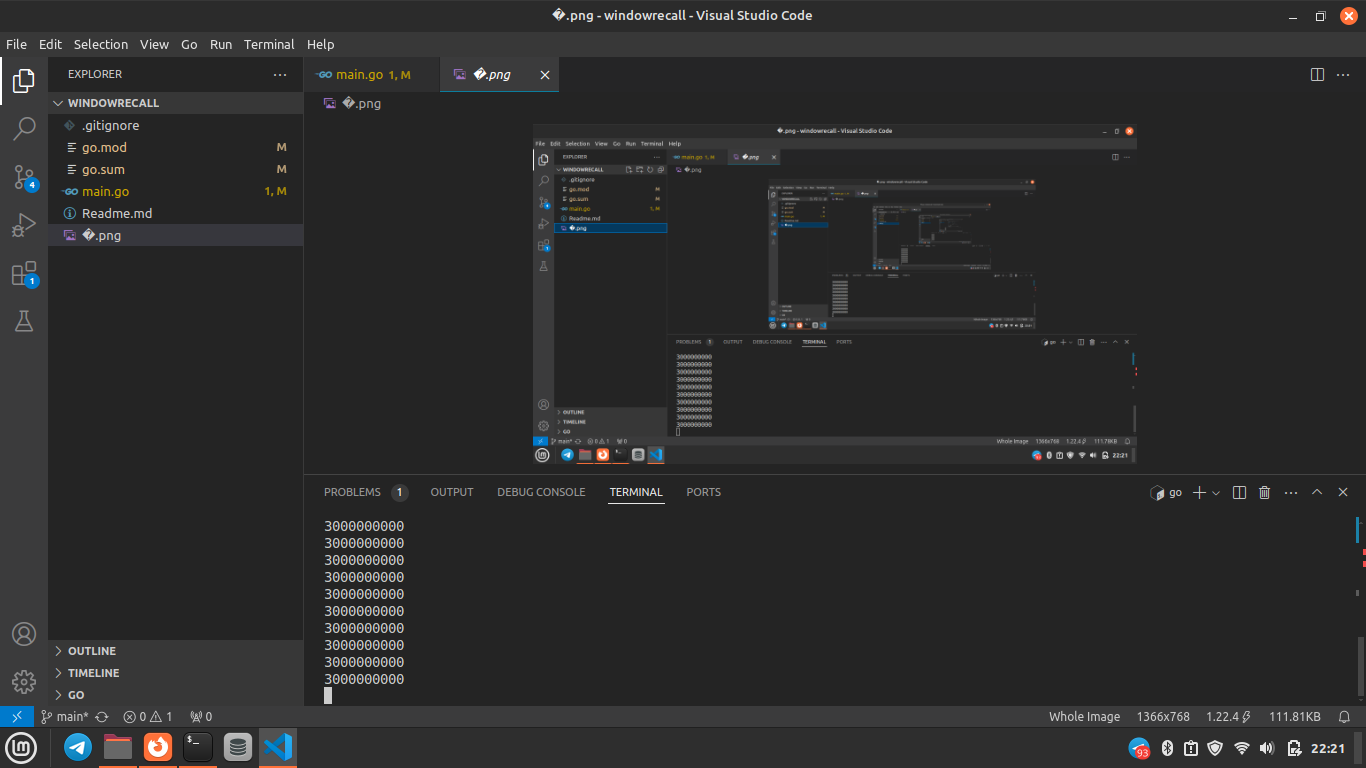 �.png - windowrecall - Visual Studio Code
File Edit Selection View Go Run Terminal Help
EXPLORER
main.go 1, M
�.png
WINDOWRECALL
.gitignore
go.mod M
go.sum M
main.go 1, M
Readme.md
�.png
4
1
OUTLINE
TIMELINE
GO
�.png
�.png - windowrecall - Visual Studio Code
File Edit Selection View Go Run Terminal Help
EXPLORER
main.go 1, M
�.png
WINDOWRECALL
�.png
.gitignore
go.mod M
go.sum M
main.go 1, M
Readme.md
�.png
PROBLEMS 1 OUTPUT DEBUG CONSOLE TERMINAL PORTS
go
3000000000
3000000000
3000000000
3000000000
3000000000
3000000000
3000000000
3000000000
3000000000
3000000000
OUTLINE
TIMELINE
GO
main* 0 1 0
Whole Image 1366x768 1.22.4 111.78KB
22:21
PROBLEMS 1 OUTPUT DEBUG CONSOLE TERMINAL PORTS
go
3000000000
3000000000
3000000000
3000000000
3000000000
3000000000
3000000000
3000000000
3000000000
3000000000
main* 0 1 0
Whole Image 1366x768 1.22.4 111.81KB
93
22:21